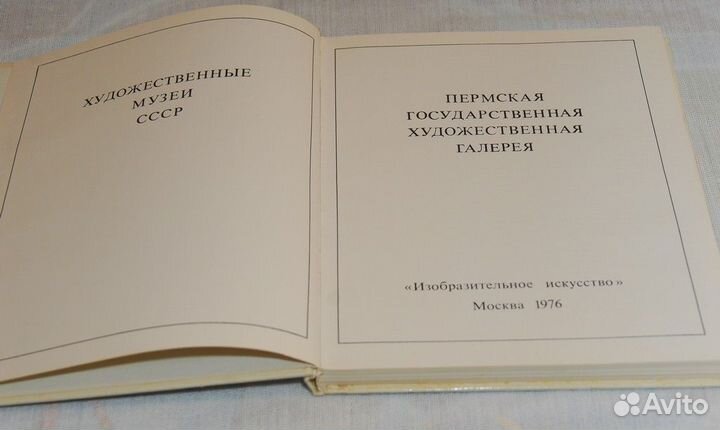 ХУДОЖЕСТВЕННЫЕ
МУЗЕИ
СССР
ПЕРМСКАЯ
ГОСУДАРСТВЕННАЯ
ХУДОЖЕСТВЕННАЯ
ГАЛЕРЕЯ
«Изобразительное искусство»
Москва 1976
Avito